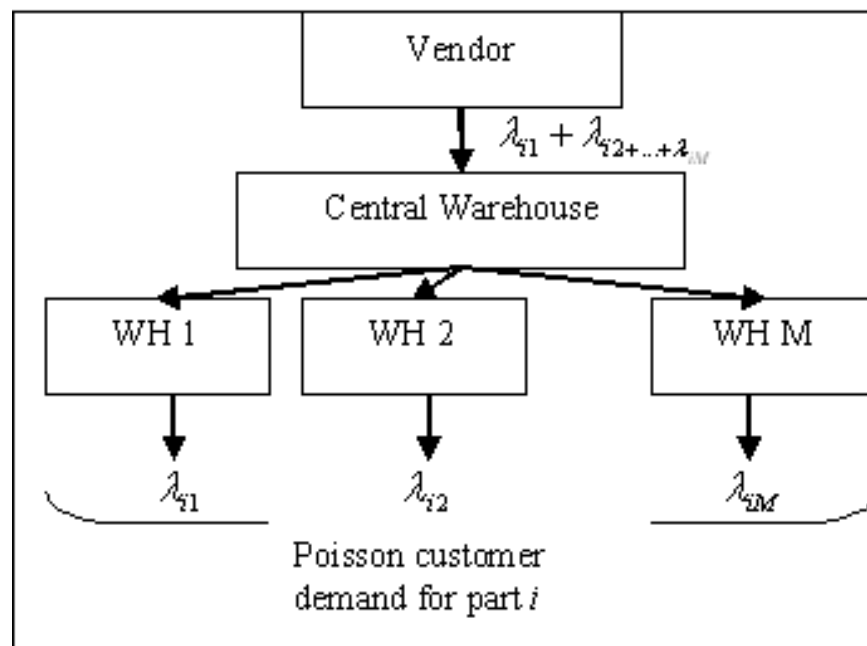 Vendor
λi1 + λi2+...+λiM
Central Warehouse
WH 1 WH 2 WH M
λi1 λi2 λiM
Poisson customer
demand for part i